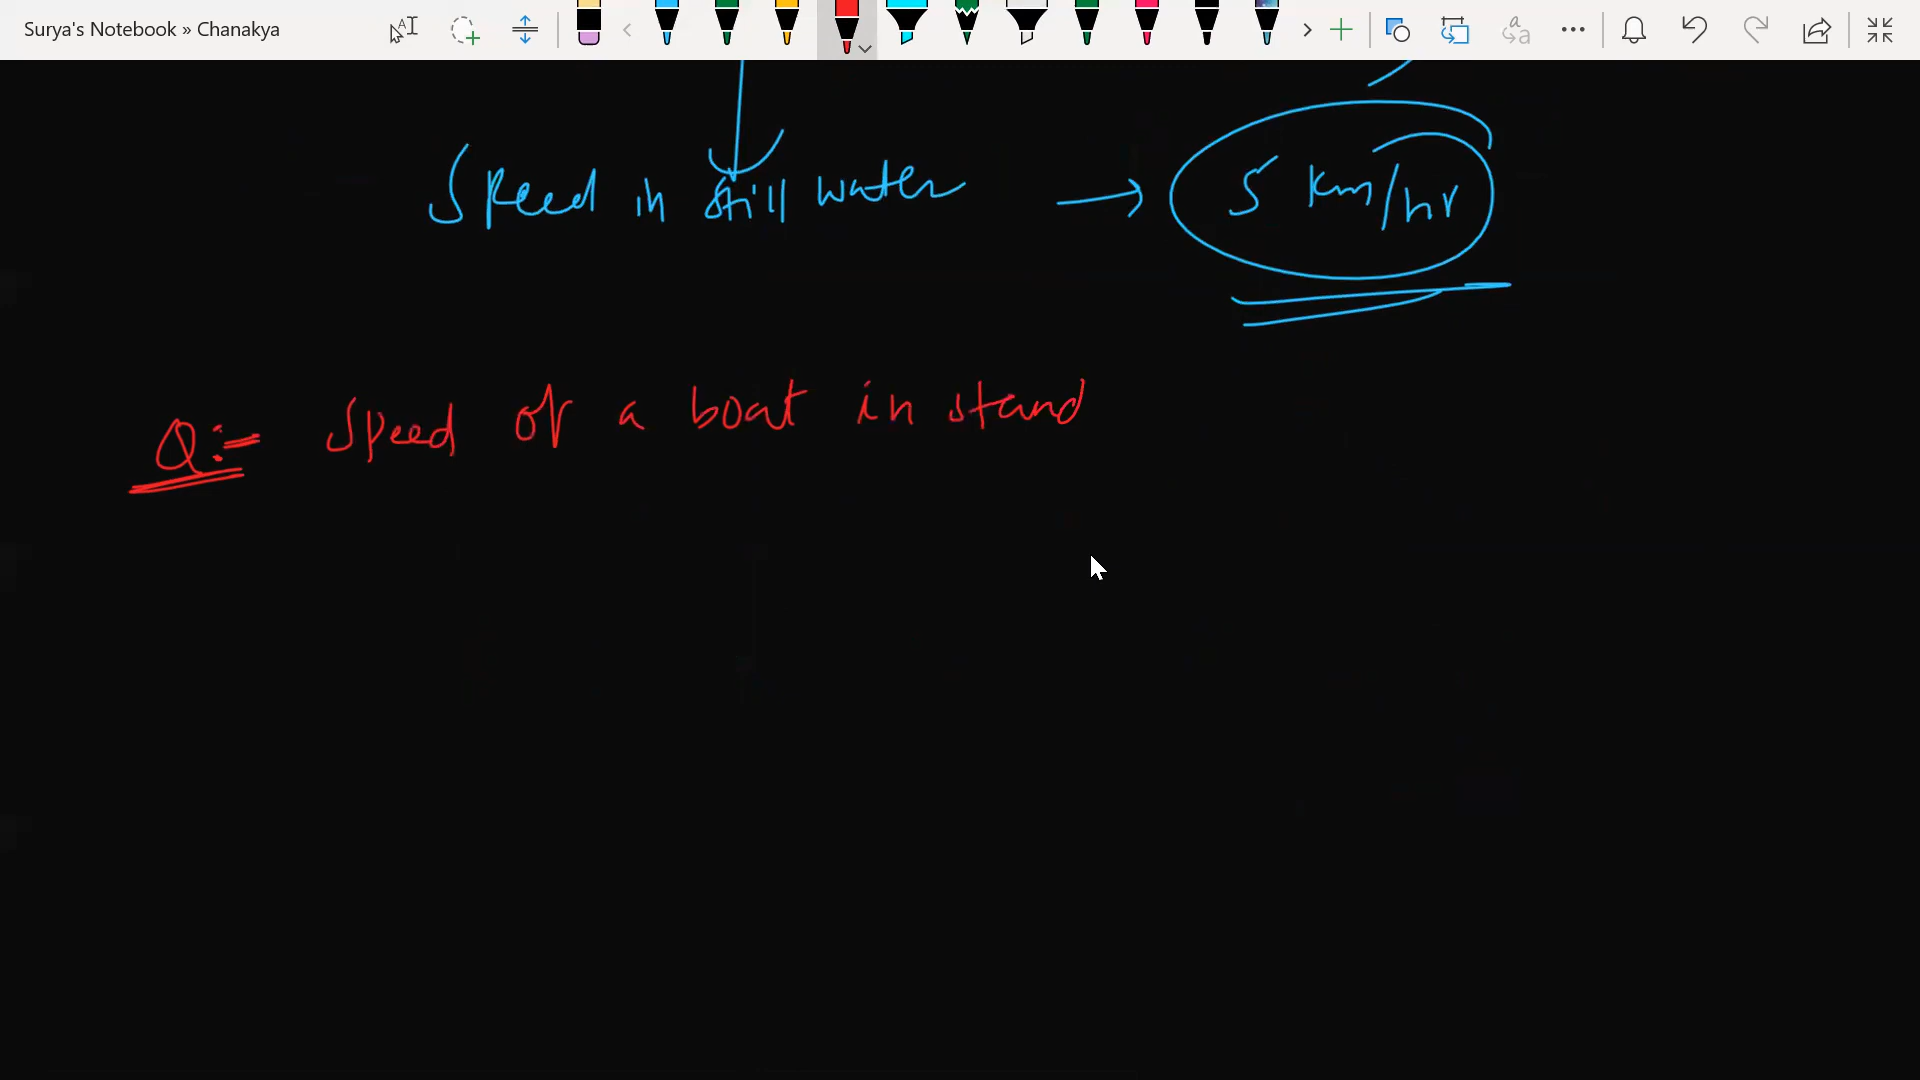 Surya's Notebook » Chanakya
Speed in still water → 5 Km/hr
Q:- Speed of a boat in stand